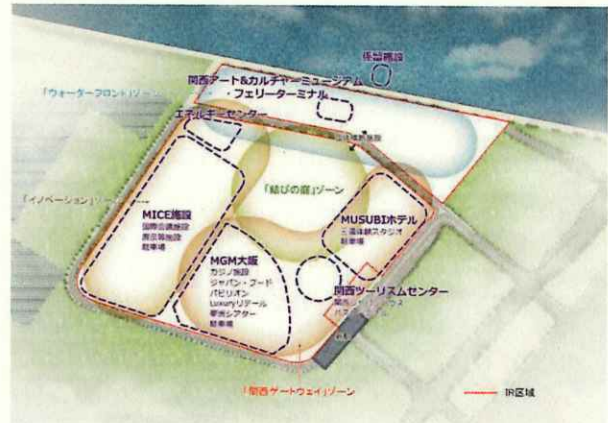 係留施設
関西アート&カルチャーミュージアム
・フェリーターミナル
「ウォーターフロント」ゾーン
エネルギーセンター
「結びの庭」ゾーン
「イノベーション」ゾーン
MICE施設
国際会議施設
展示等施設
駐車場
MUSUBIホテル
三道体験スタジオ
駐車場
MGM大阪
カジノ施設
ジャパン・フード
パビリオン
Luxuryリテール
夢洲シアター
駐車場
関西ツーリズムセンター
「関西ゲートウェイ」ゾーン
IR区域